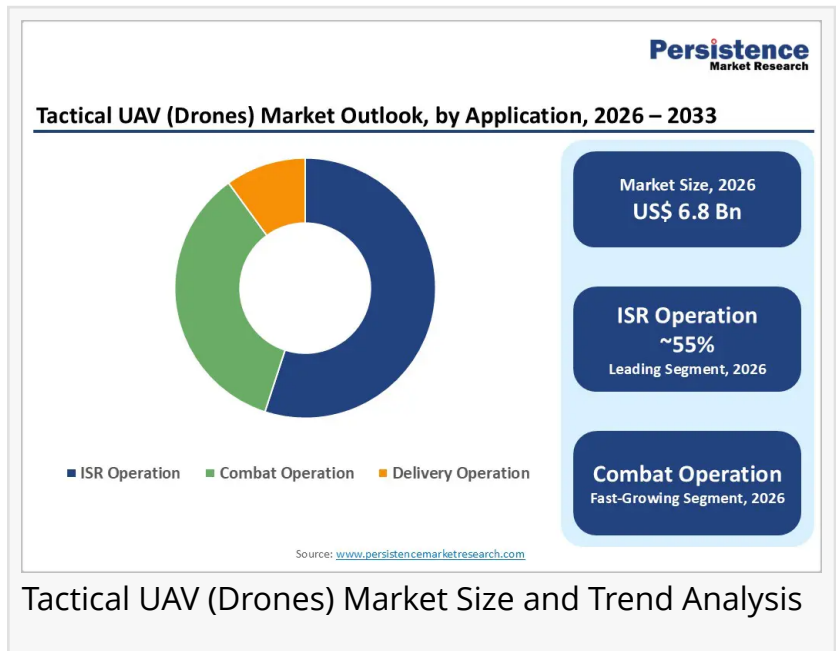 Persistence
Market Research
Tactical UAV (Drones) Market Outlook, by Application, 2026 – 2033
Market Size, 2026
US$ 6.8 Bn
ISR Operation
~55%
Leading Segment, 2026
Combat Operation
Fast-Growing Segment, 2026
ISR Operation Combat Operation Delivery Operation
Source: www.persistencemarketresearch.com
Tactical UAV (Drones) Market Size and Trend Analysis